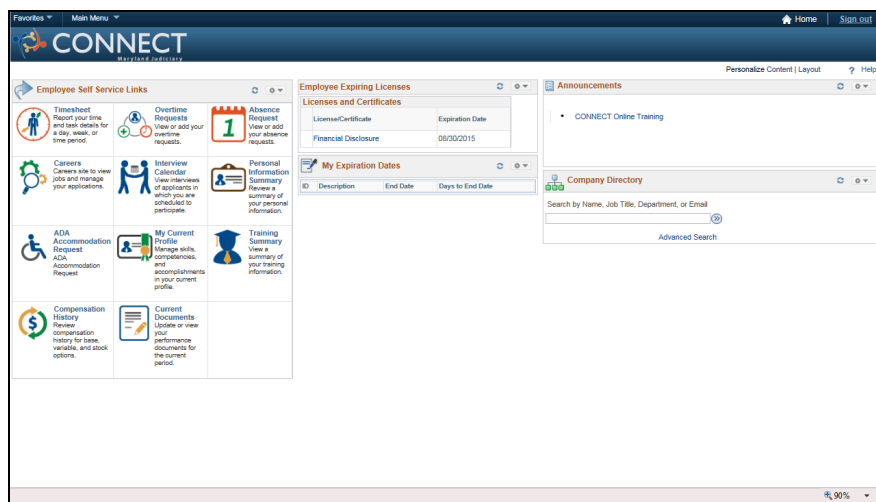 Favorites Main Menu Home Sign out
CONNECT
Maryland Judiciary
Personalize Content | Layout ? Help
Employee Self Service Links
Timesheet
Report your time
and task details for
a day, week, or
time period.
Overtime
Requests
View or add your
overtime
requests.
Absence
Request
View or add
your absence
requests.
1
Careers
Careers site to view
jobs and manage
your applications.
Interview
Calendar
View interviews
of applicants in
which you are
scheduled to
participate.
Personal
Information
Summary
Review a
summary of
your personal
information.
ADA
Accommodation
Request
ADA
Accommodation
Request
My Current
Profile
Manage skills,
competencies,
and
accomplishments
in your current
profile.
Training
Summary
View a
summary of
your training
information.
$
Compensation
History
Review
compensation
history for base,
variable, and stock
options.
Current
Documents
Update or view
your
performance
documents for
the current
period.
Employee Expiring Licenses
Licenses and Certificates
License/Certificate Expiration Date
Financial Disclosure 08/30/2015
My Expiration Dates
ID Description End Date Days to End Date
Announcements
• CONNECT Online Training
Company Directory
Search by Name, Job Title, Department, or Email
Advanced Search
90%